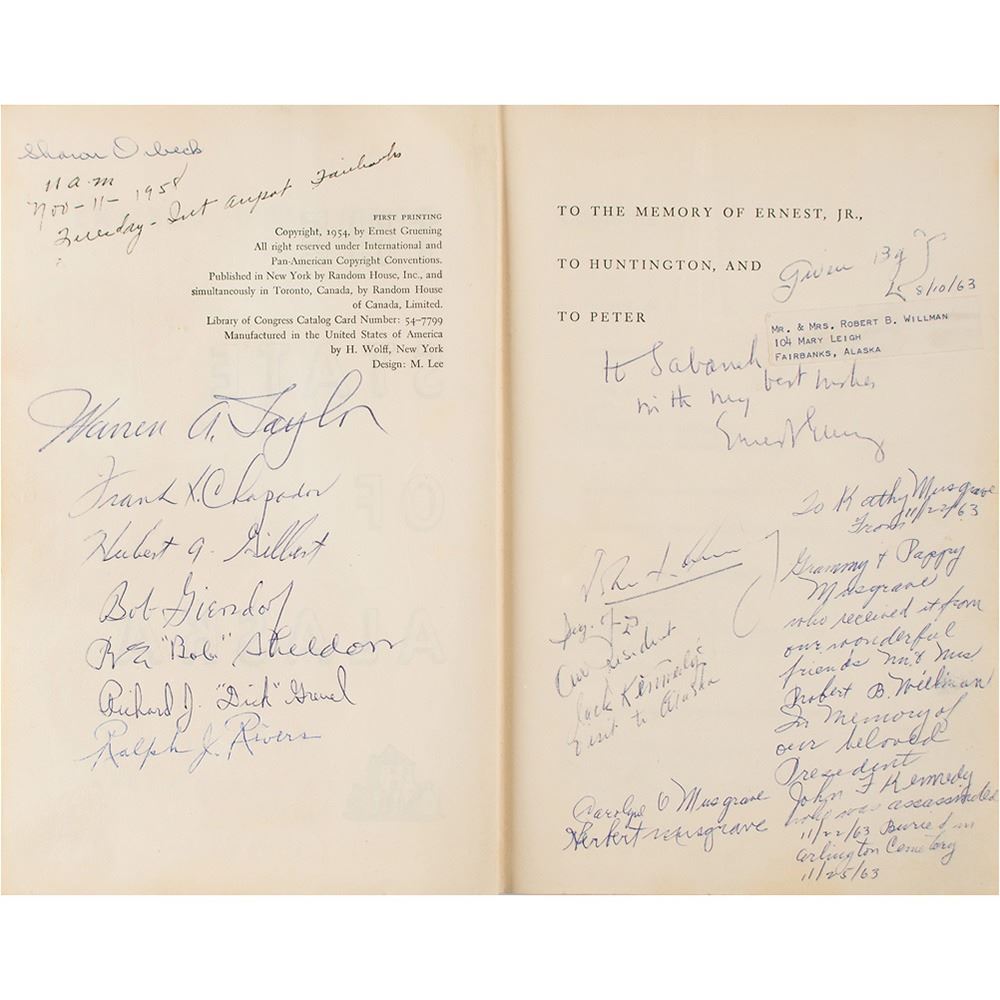 Sharon Orbeck
11 a.m
Nov-11-1958
Tuesday - Int airport Fairbanks
FIRST PRINTING
Copyright, 1954, by Ernest Gruening
All right reserved under International and
Pan-American Copyright Conventions.
Published in New York by Random House, Inc., and
simultaneously in Toronto, Canada, by Random House
of Canada, Limited.
Library of Congress Catalog Card Number: 54-7799
Manufactured in the United States of America
by H. Wolff, New York
Design: M. Lee
Warren A. Taylor
Frank X. Chapados
Hubert A. Gilbert
Bob Giersdorf
"Bob" Sheldon
Richard J. "Dick" Greuel
Ralph J. Rivers
TO THE MEMORY OF ERNEST, JR.,
TO HUNTINGTON, AND
TO PETER
Given By
8/10/63
MR. & MRS. ROBERT B. WILLMAN
104 MARY LEIGH
FAIRBANKS, ALASKA
to
with my best wishes
Ernest Gruening
President
Jack Kennedy's
visit to Alaska
Carolyn O Musgrave
Herbert Musgrave
To Kathy Musgrave
From 11/22/63
Grammy & Pappy
Musgrave
who received it from
our wonderful
friends Mr & Mrs
Robert B. Willman
In Memory of
our beloved
President
John F Kennedy
who was assassinated
11/22/63 Buried in
Arlington Cemetery
11/25/63